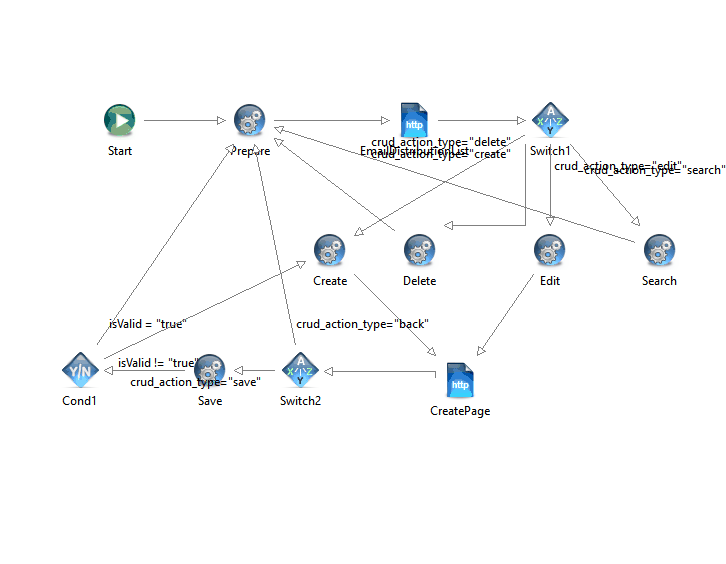 http
A
X Z
Y
crud_action_type="delete"
Start
Prepare
EmailDistributionList
crud_action_type="create"
Switch1
crud_action_type="edit"
crud_action_type="search"
Create
Delete
Edit
Search
isValid = "true"
crud_action_type="back"
isValid != "true"
Y/N
A
X Z
Y
http
crud_action_type="save"
Cond1
Save
Switch2
CreatePage